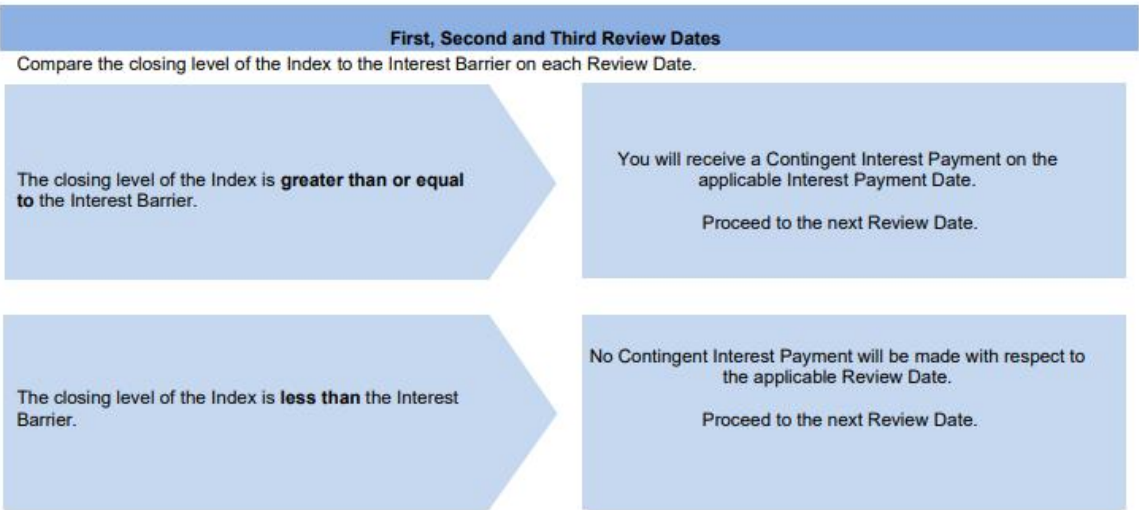 First, Second and Third Review Dates
Compare the closing level of the Index to the Interest Barrier on each Review Date.
The closing level of the Index is greater than or equal
to the Interest Barrier.
You will receive a Contingent Interest Payment on the
applicable Interest Payment Date.
Proceed to the next Review Date.
The closing level of the Index is less than the Interest
Barrier.
No Contingent Interest Payment will be made with respect to
the applicable Review Date.
Proceed to the next Review Date.